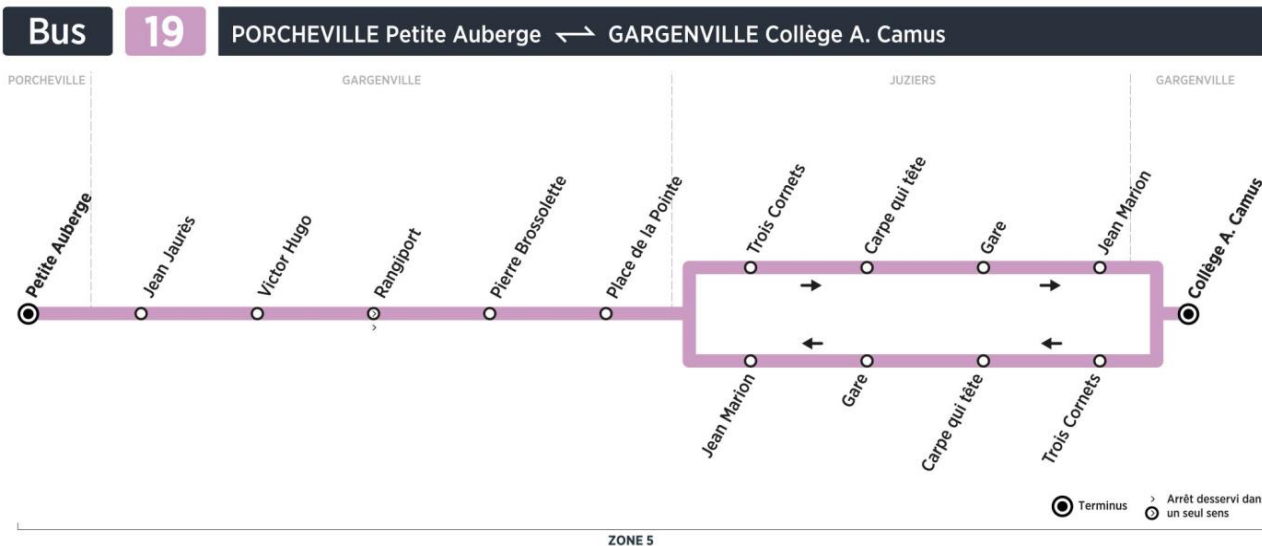 Bus 19 PORCHEVILLE Petite Auberge ⇌ GARGENVILLE Collège A. Camus
PORCHEVILLE GARGENVILLE JUZIERS GARGENVILLE
Petite Auberge
Jean Jaurès
Victor Hugo
Rangiport
Pierre Brossolette
Place de la Pointe
Trois Cornets
Carpe qui tête
Gare
Jean Marion
Collège A. Camus
Jean Marion
Gare
Carpe qui tête
Trois Cornets
Terminus
Arrêt desservi dan
un seul sens
ZONE 5